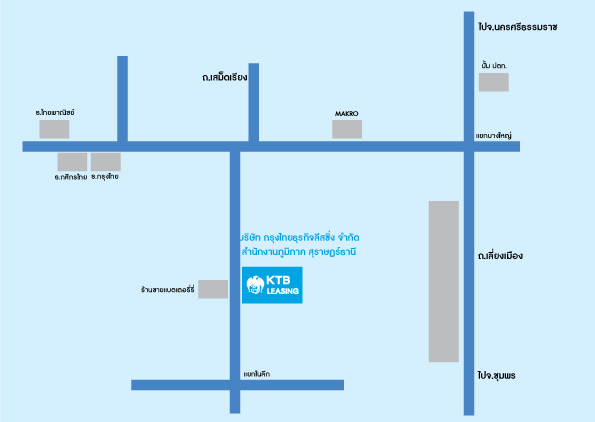 ไปจ.นครศรีธรรมราช
ปั้ม ปตท.
ถ.เสม็ดเรียง
ธ.ไทยพาณิชย์
MAKRO
แยกบางใหญ่
ธ.กสิกรไทย
ธ.กรุงไทย
บริษัท กรุงไทยธุรกิจลีสซิ่ง จำกัด
สำนักงานภูมิภาค สุราษฎร์ธานี
ถ.เลี่ยงเมือง
KTB
LEASING
ร้านขายแบตเตอรี่รี่
แยกในลึก
ไปจ.ชุมพร